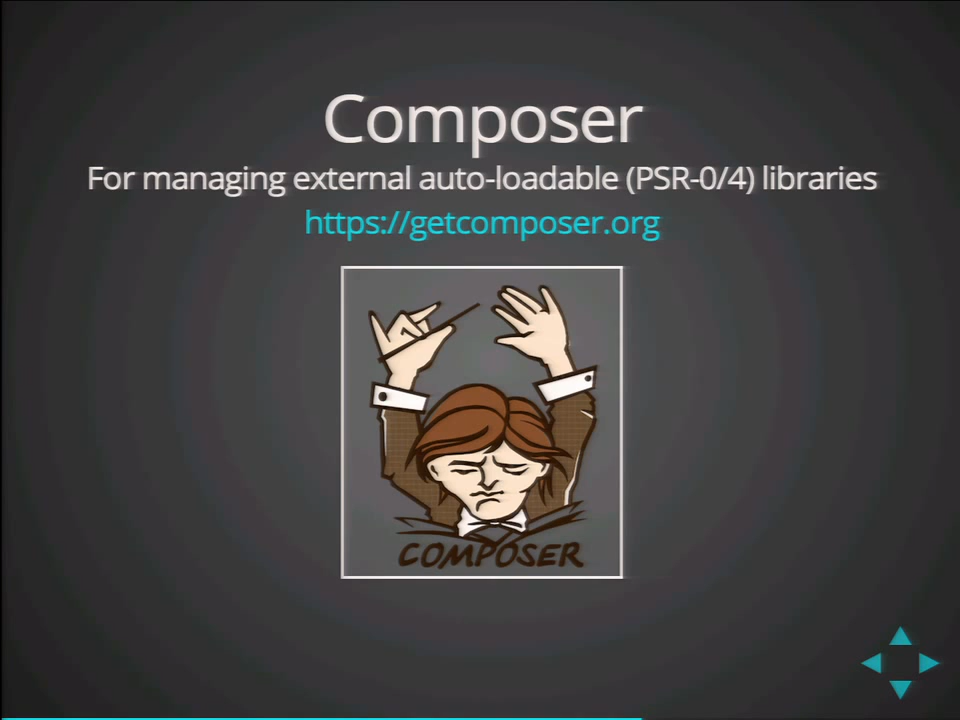 Composer
For managing external auto-loadable (PSR-0/4) libraries
https://getcomposer.org
COMPOSER